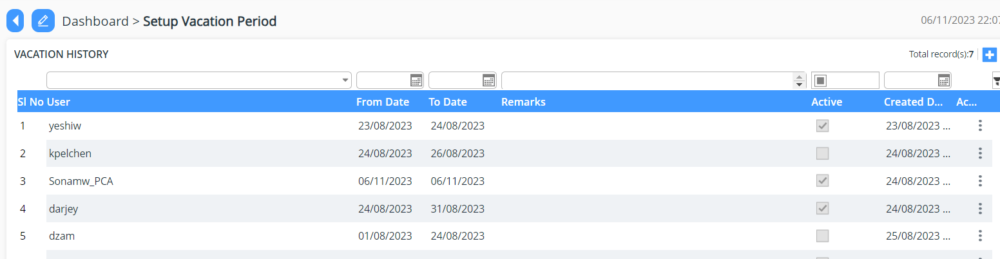 Dashboard > Setup Vacation Period
06/11/2023 22:07
VACATION HISTORY
Total record(s):7
Sl No User From Date To Date Remarks Active Created D... Ac...
1 yeshiw 23/08/2023 24/08/2023 23/08/2023 ...
2 kpelchen 24/08/2023 26/08/2023 24/08/2023 ...
3 Sonamw_PCA 06/11/2023 06/11/2023 24/08/2023 ...
4 darjey 24/08/2023 31/08/2023 24/08/2023 ...
5 dzam 01/08/2023 24/08/2023 25/08/2023 ...